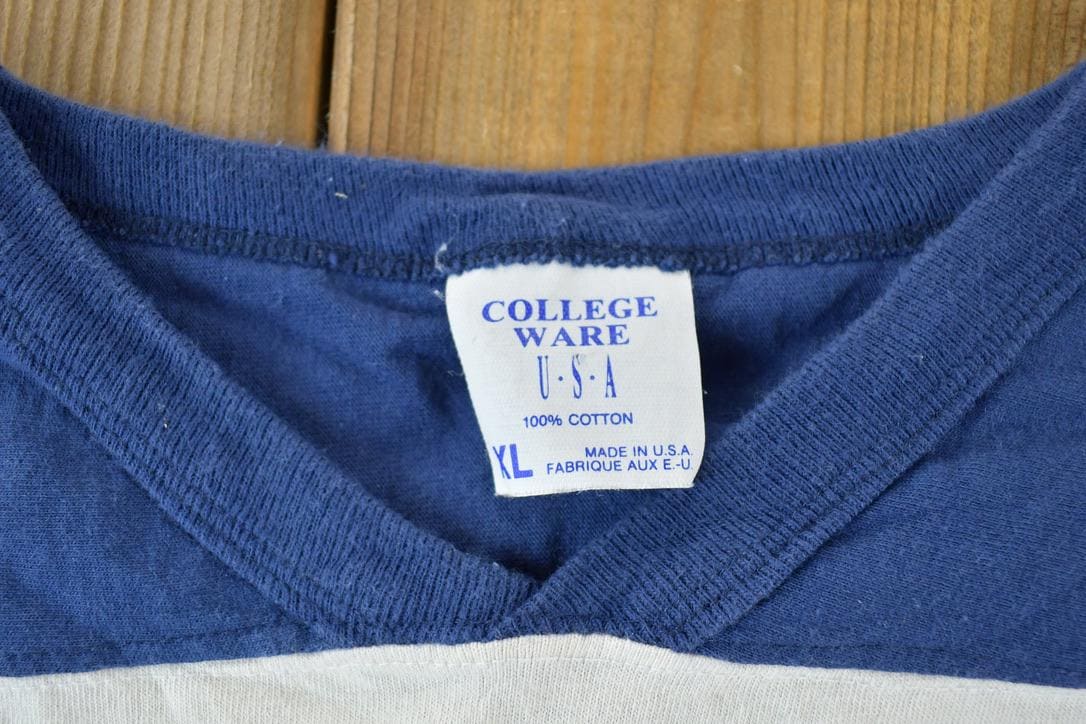 COLLEGE
WARE
U·S·A
100% COTTON
XL
MADE IN U.S.A.
FABRIQUE AUX E.-U.